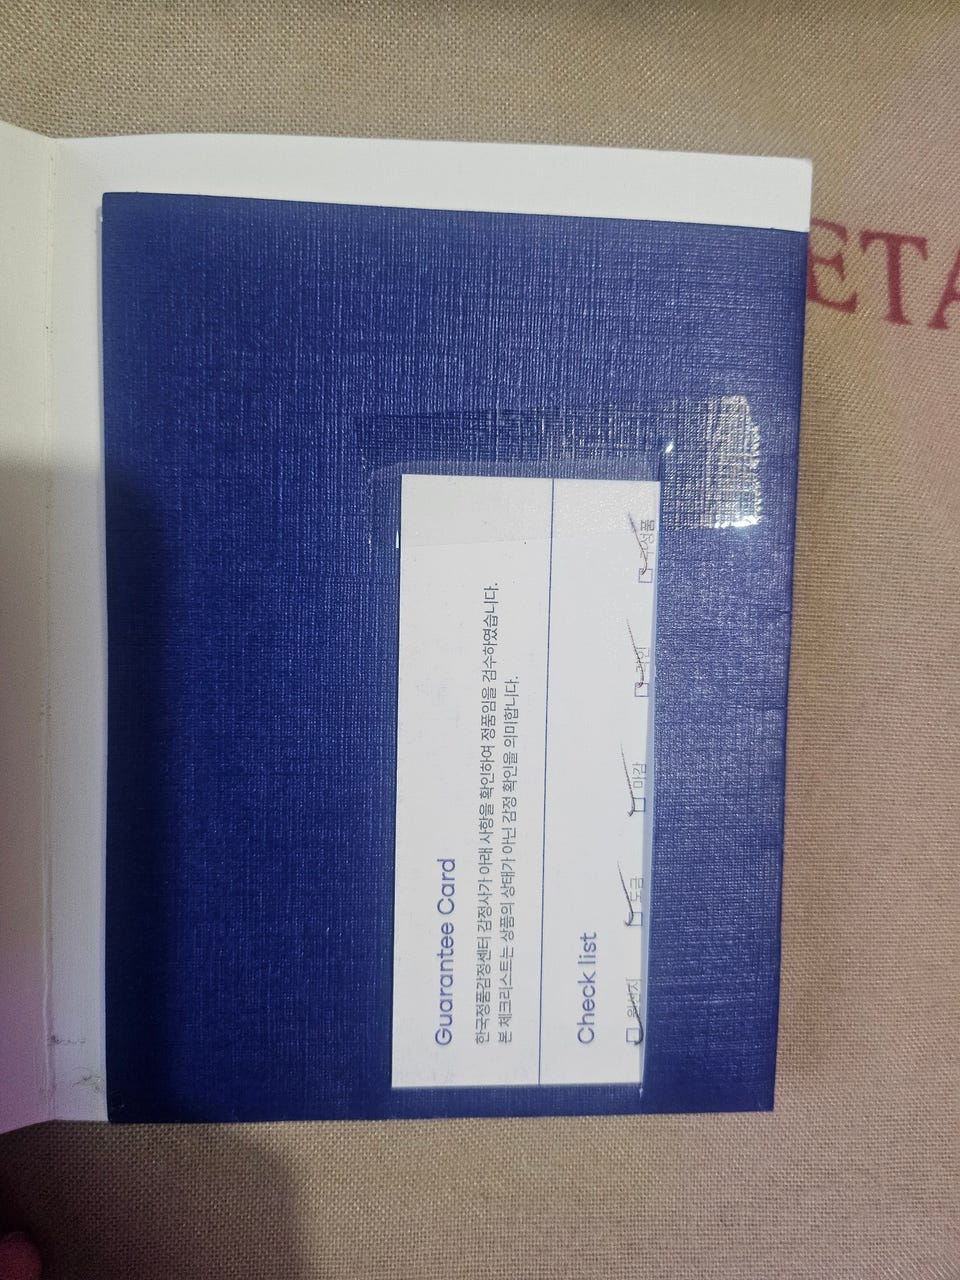 Guarantee Card
한국정품감정센터 감정사가 아래 사항을 확인하여 정품임을 검수하였습니다.
본 체크리스트는 상품의 상태가 아닌 감정 확인을 의미합니다.
Check list
원산지 도금 마감 각인 구성품
ETA